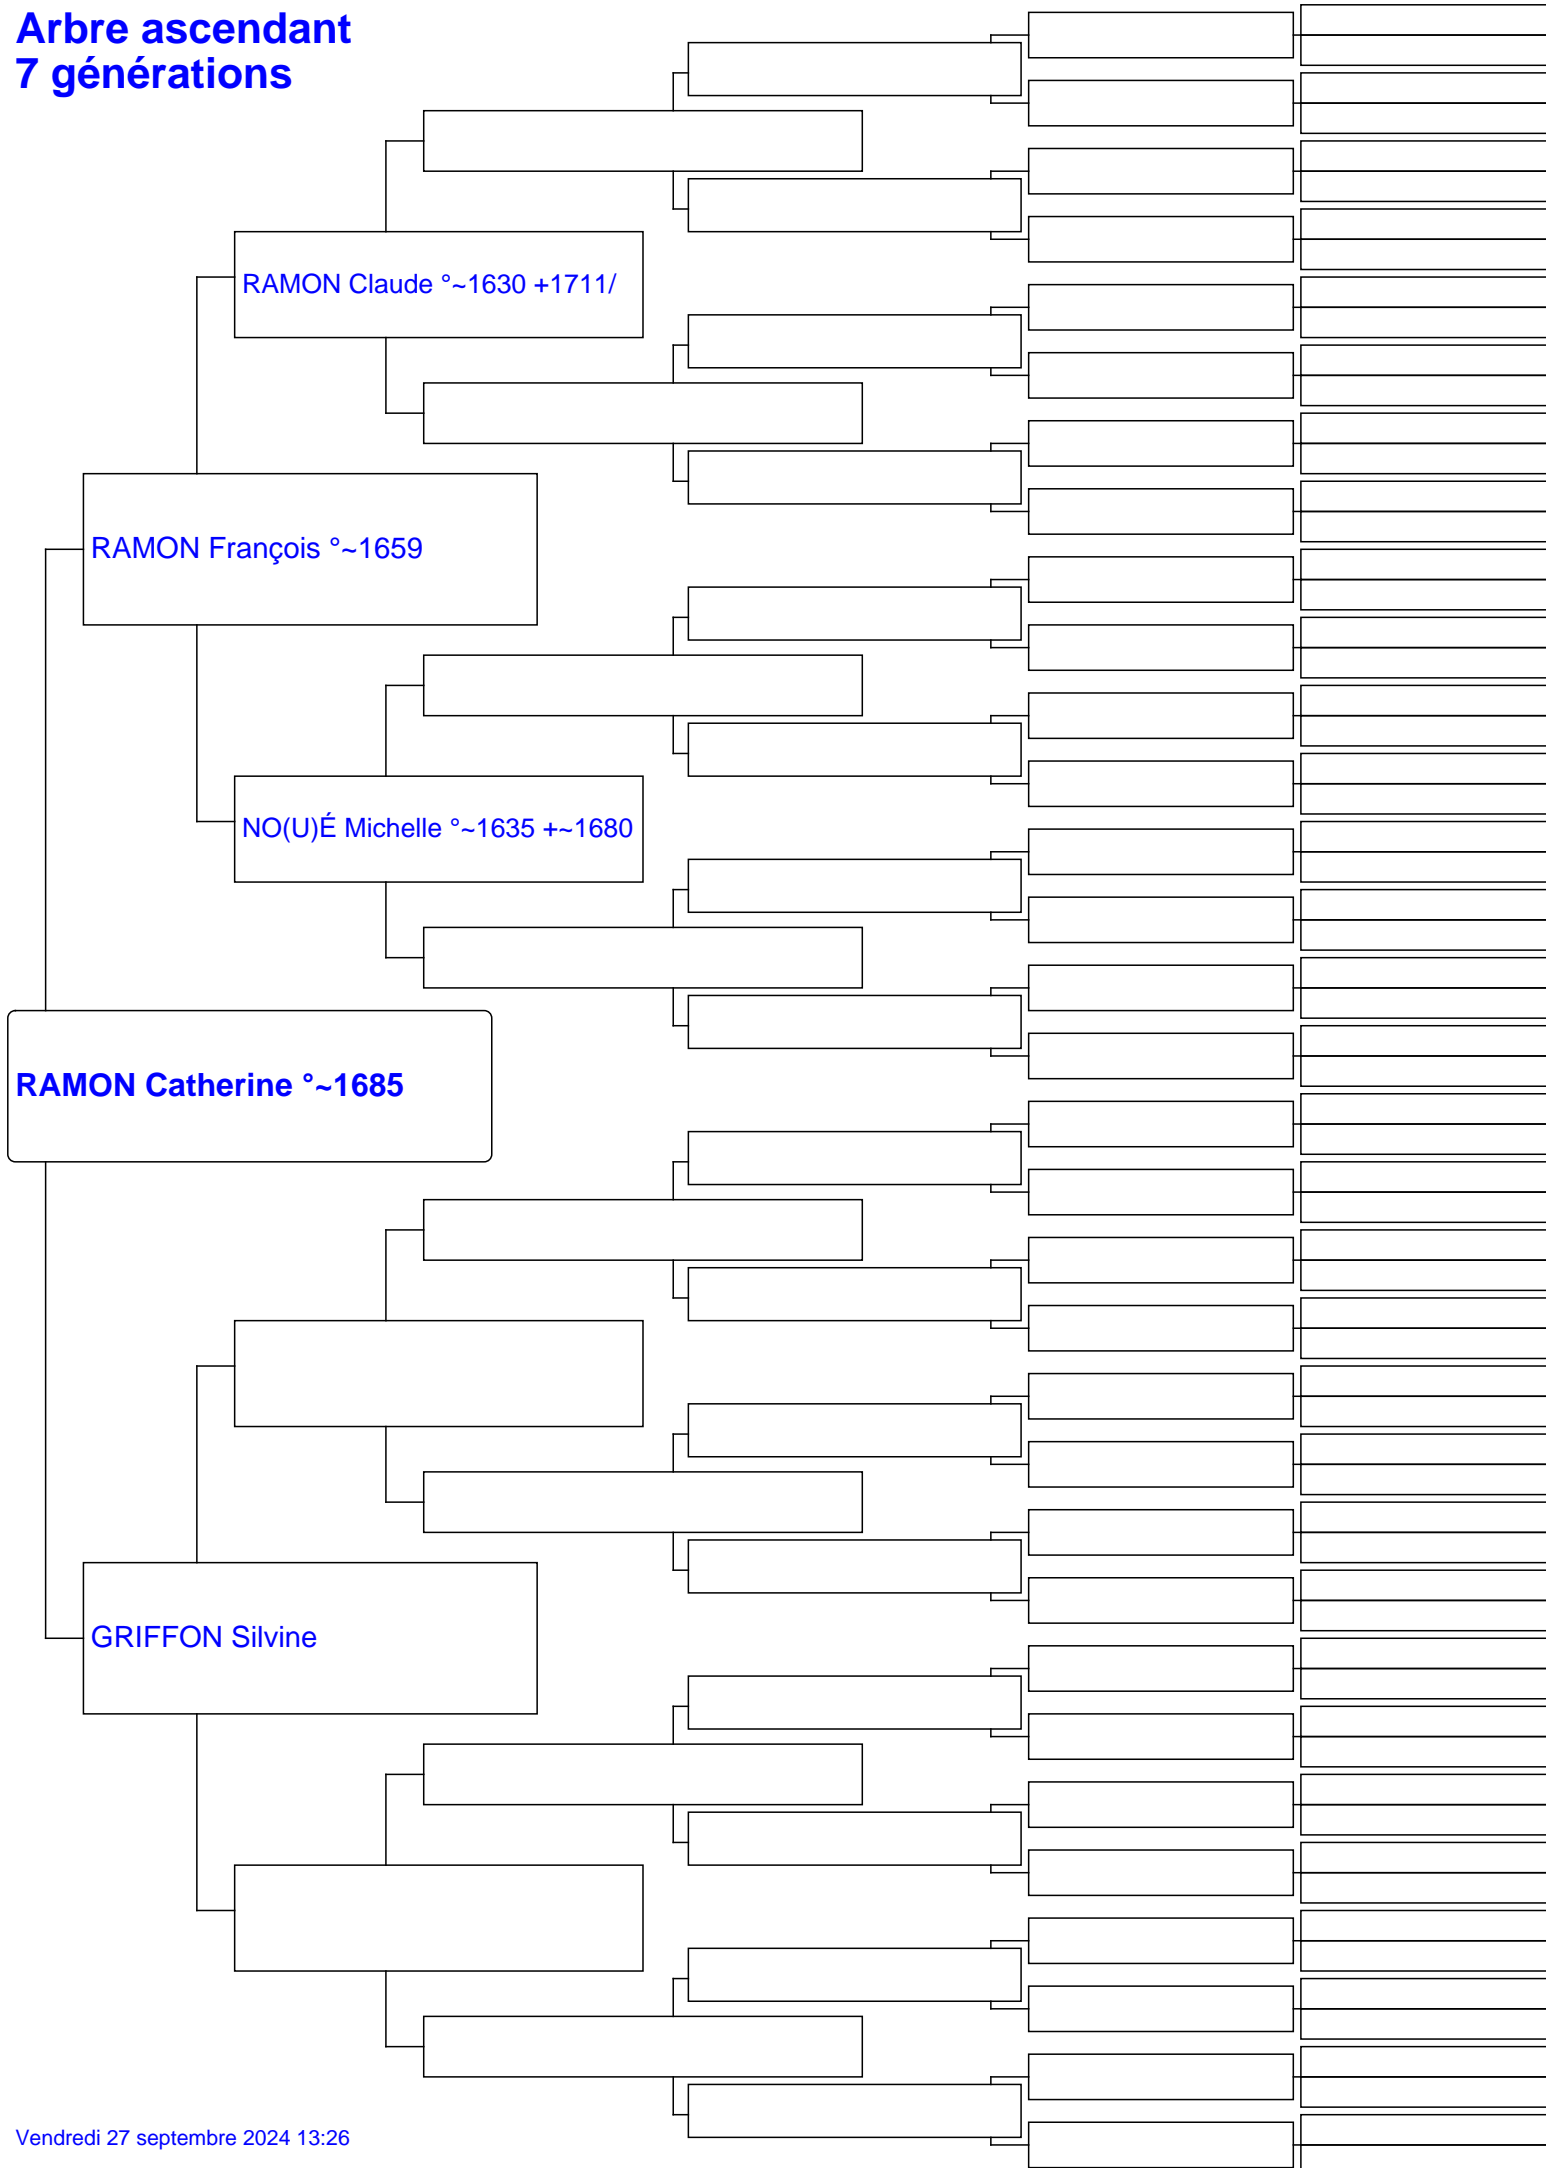 Arbre ascendant
7 générations
RAMON Claude °~1630 +1711/
RAMON François °~1659
NO(U)É Michelle °~1635 +~1680
RAMON Catherine °~1685
GRIFFON Silvine
Vendredi 27 septembre 2024 13:26